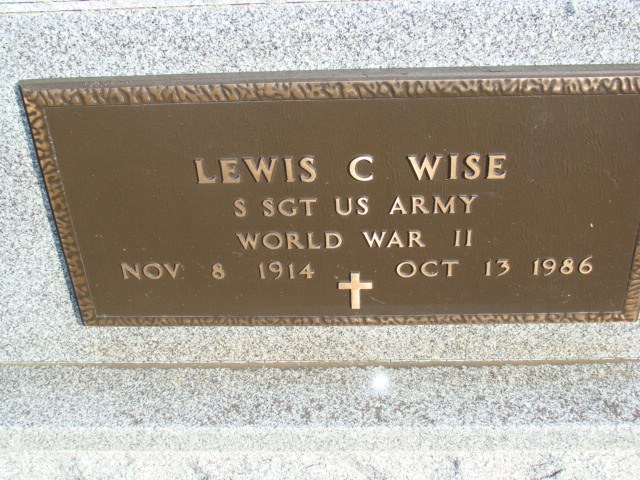 LEWIS C WISE
S SGT US ARMY
WORLD WAR II
NOV 8 1914 OCT 13 1986